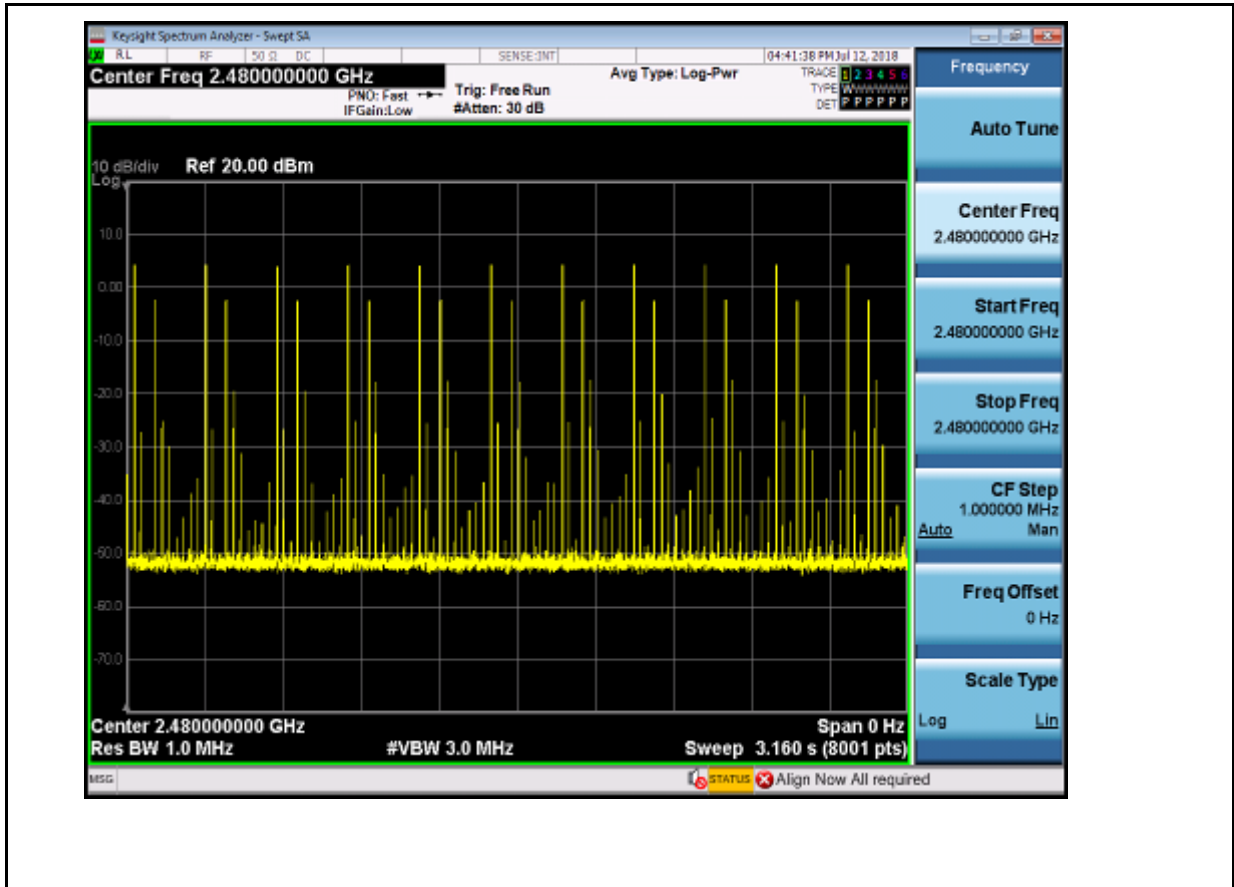 Keysight Spectrum Analyzer - Swept SA
RL RF 50 Ω DC SENSE:INT 04:41:38 PM Jul 12, 2018
Center Freq 2.480000000 GHz
Avg Type: Log-Pwr
TRACE 1 2 3 4 5 6
PNO: Fast
Trig: Free Run
TYPE WWWWWW
IFGain:Low
#Atten: 30 dB
DET P P P P P P
10 dB/div Ref 20.00 dBm
Log
10.0
0.00
-10.0
-20.0
-30.0
-40.0
-50.0
-60.0
-70.0
Center 2.480000000 GHz Span 0 Hz
Res BW 1.0 MHz #VBW 3.0 MHz Sweep 3.160 s (8001 pts)
MSG STATUS Align Now All required
Frequency
Auto Tune
Center Freq
2.480000000 GHz
Start Freq
2.480000000 GHz
Stop Freq
2.480000000 GHz
CF Step
1.000000 MHz
Auto Man
Freq Offset
0 Hz
Scale Type
Log Lin